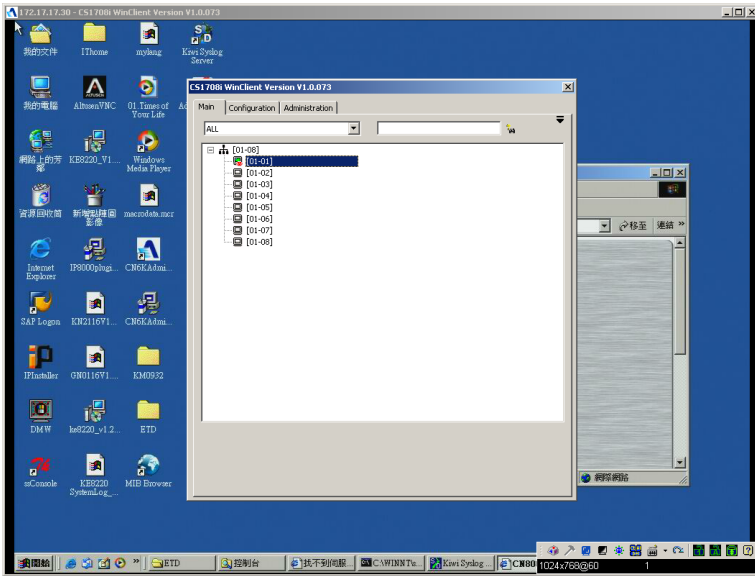 172.17.17.30 - CS1708i WinClient Version V1.0.073
我的文件
IThome
mylang
Kiwi Syslog Server
我的電腦
AltusenVNC
01 Times of Your Life
網路上的芳鄰
KE8220_V1....
Windows Media Player
資源回收筒
新增點陣圖影像
macrodata.mcr
Internet Explorer
IP8000plugi...
CN6KAdmi...
SAP Logon
KN2116V1...
CN6KAdmi...
IPInstaller
GN0116V1....
KM0932
DMW
ke8220_v1.2...
ETD
ssConsole
KE8220 SystemLog_...
MIB Browser
CS1708i WinClient Version V1.0.073
Main
Configuration
Administration
ALL
[01-08]
[01-01]
[01-02]
[01-03]
[01-04]
[01-05]
[01-06]
[01-07]
[01-08]
移至
連結 »
網際網路
開始
ETD
控制台
找不到伺服...
C:\WINNT\s...
Kiwi Syslog ...
CN80
1024x768@60
1